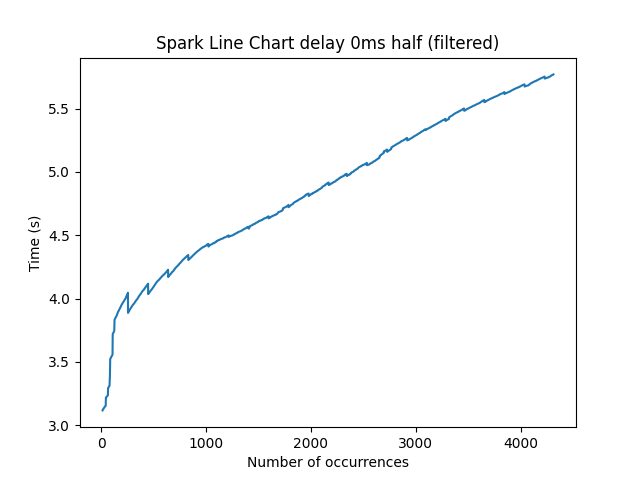 Spark Line Chart delay 0ms half (filtered)
5.5
5.0
4.5
4.0
3.5
3.0
Time (s)
0 1000 2000 3000 4000
Number of occurrences